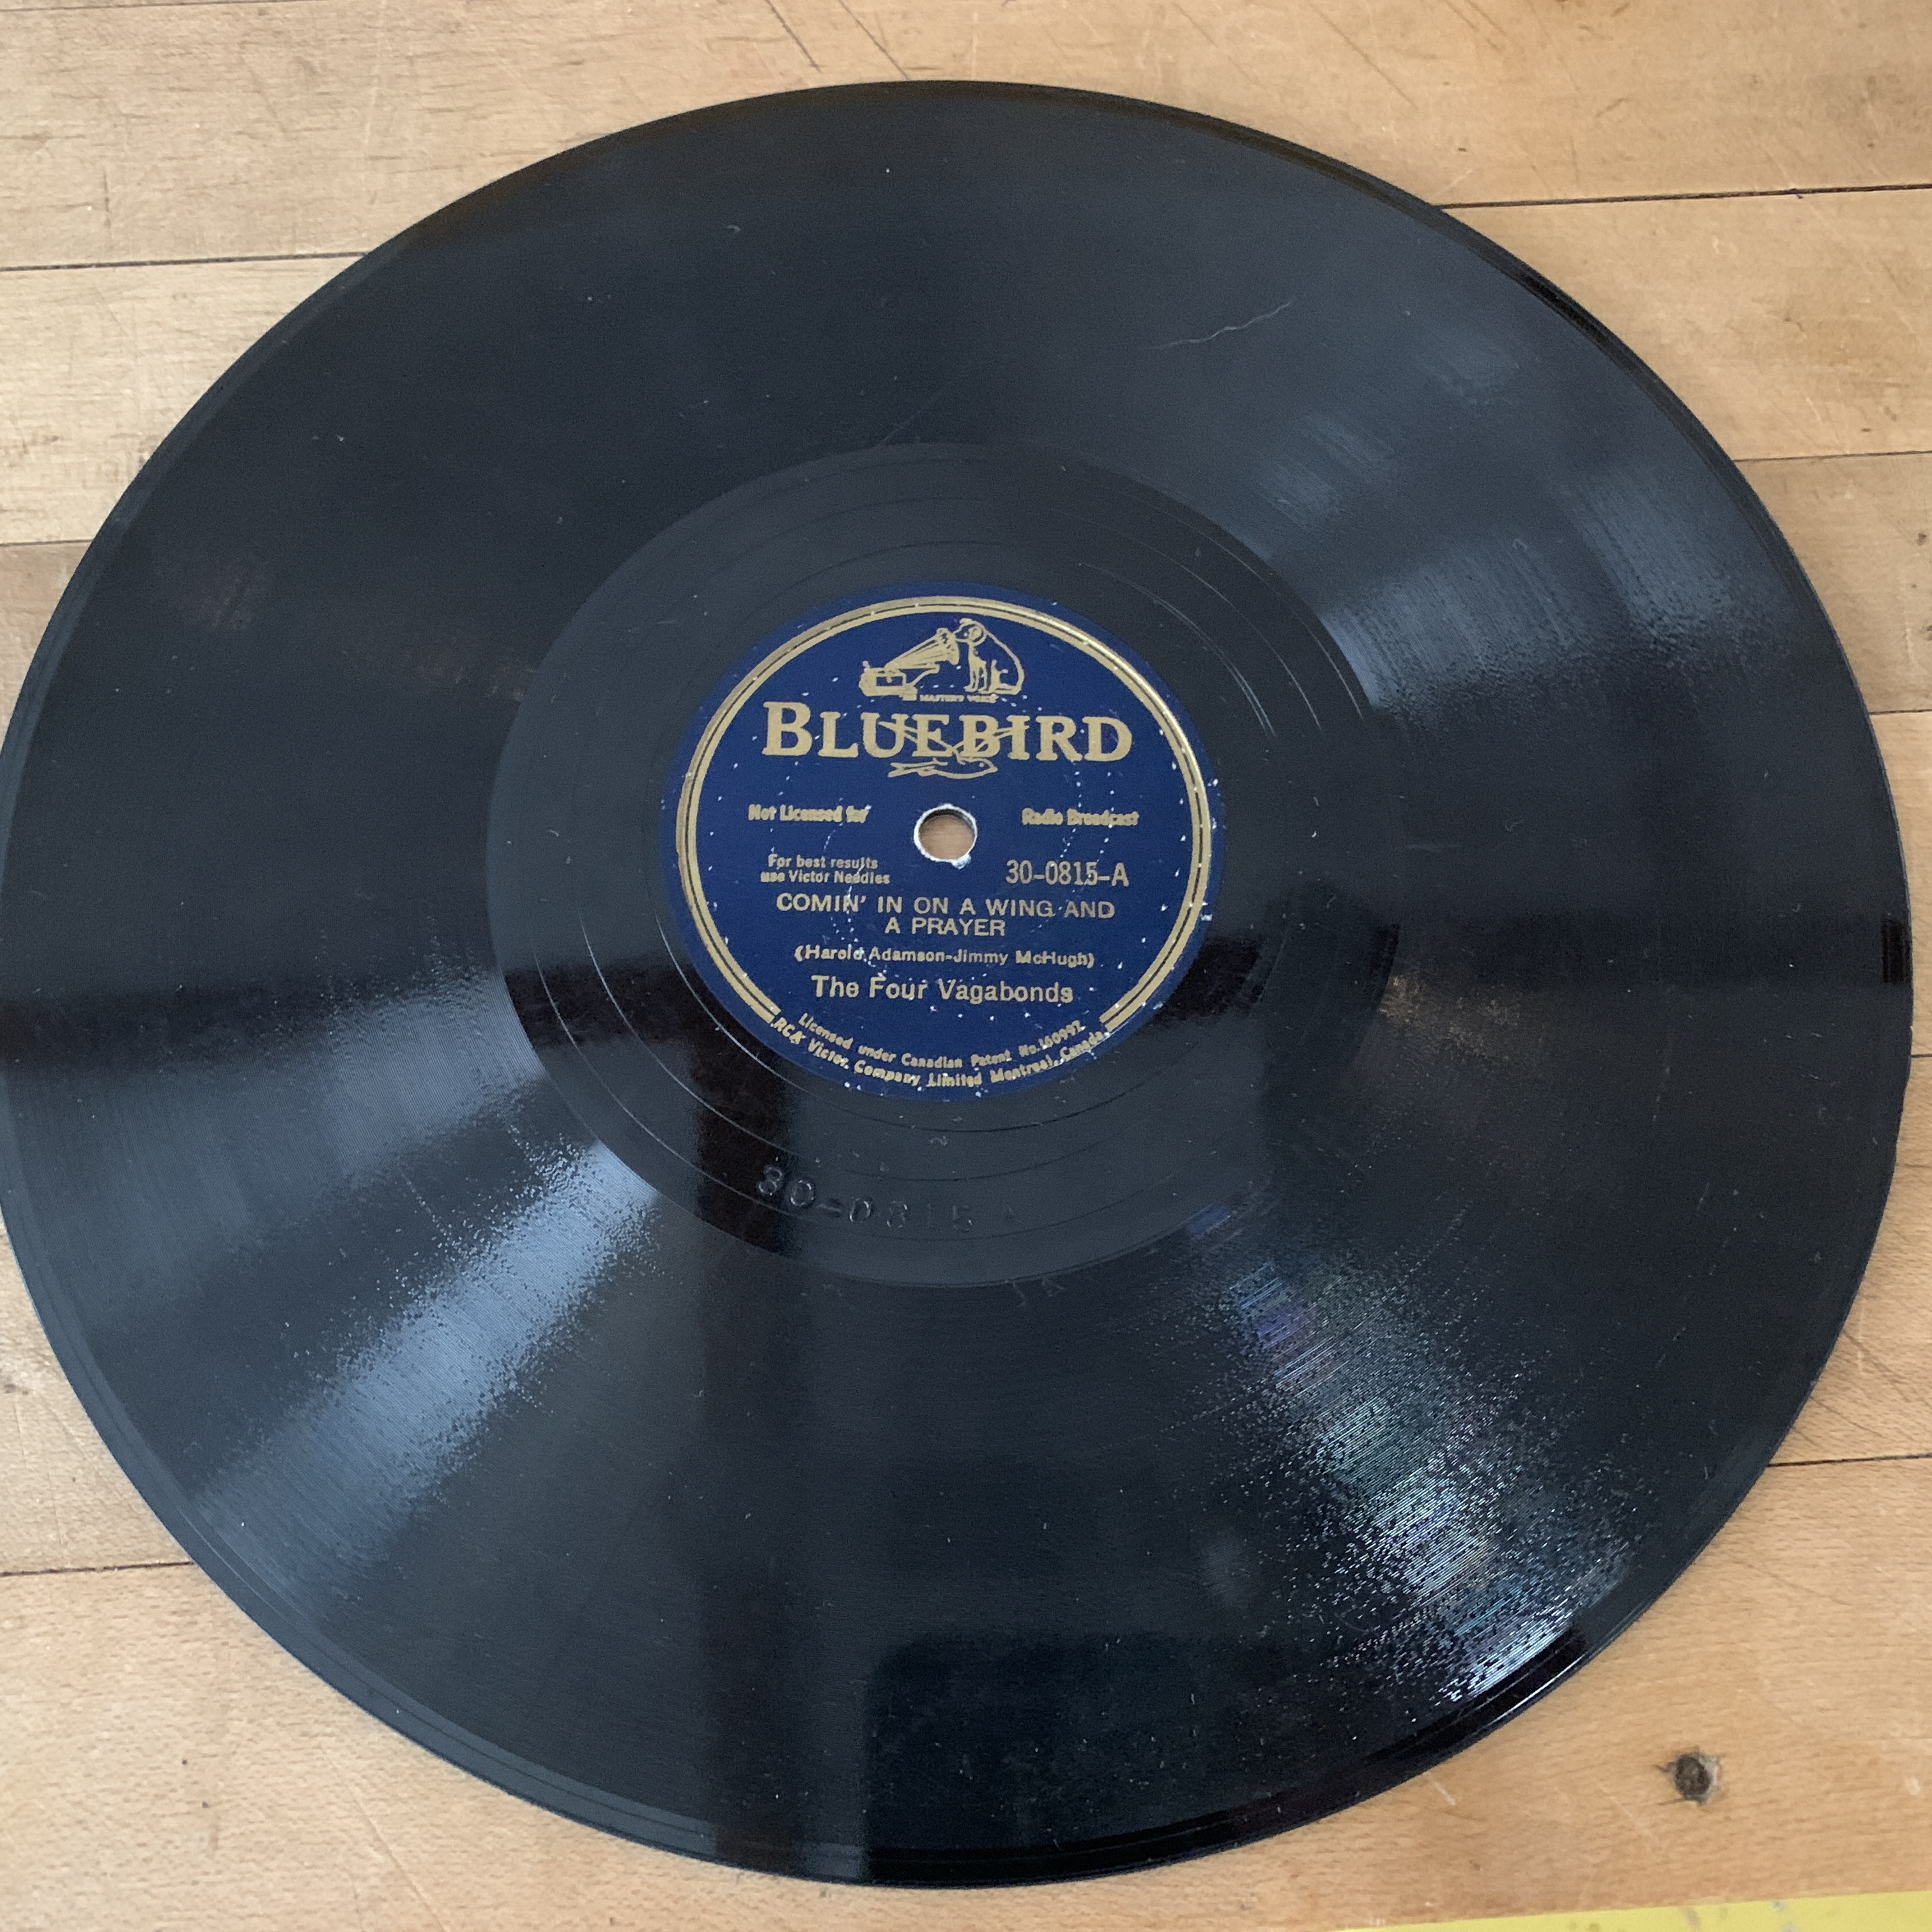 MASTER'S VOICE
BLUEBIRD
Not Licensed for Radio Broadcast
For best results
use Victor Needles
30-0815-A
COMIN' IN ON A WING AND
A PRAYER
(Harold Adamson-Jimmy McHugh)
The Four Vagabonds
Licensed under Canadian Patent No. 160992
RCA Victor Company Limited Montreal, Canada
30-0815 A